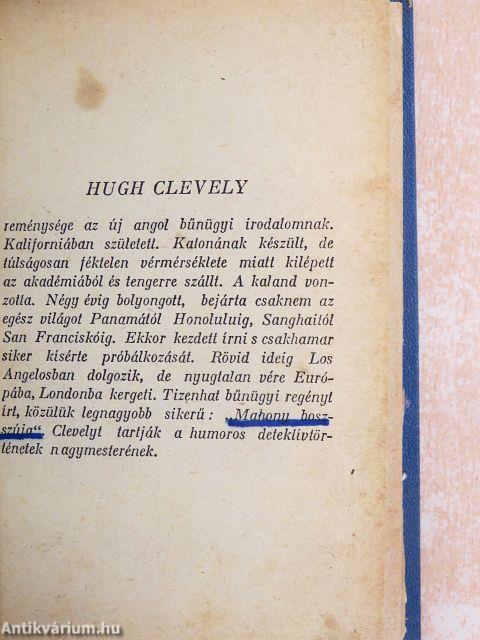 HUGH CLEVELY
reménysége az új angol bűnügyi irodalomnak.
Kaliforniában született. Katonának készült, de
túlságosan féktelen vérmérséklete miatt kilépett
az akadémiából és tengerre szállt. A kaland von-
zotta. Négy évig bolyongott, bejárta csaknem az
egész világot Panamától Honoluluig, Sanghaitól
San Franciskóig. Ekkor kezdett írni s csakhamar
siker kísérte próbálkozását. Rövid ideig Los
Angelosban dolgozik, de nyugtalan vére Euró-
pába, Londonba kergeti. Tizenhat bűnügyi regényt
írt, közülük legnagyobb sikerű: „Mahony bosz-
szúja“ Clevelyt tartják a humoros detektívtör-
ténetek nagymesterének.
Antikvárium.hu